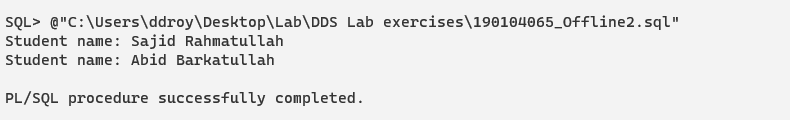 SQL> @"C:\Users\ddroy\Desktop\Lab\DDS Lab exercises\190104065_Offline2.sql"
Student name: Sajid Rahmatullah
Student name: Abid Barkatullah
PL/SQL procedure successfully completed.